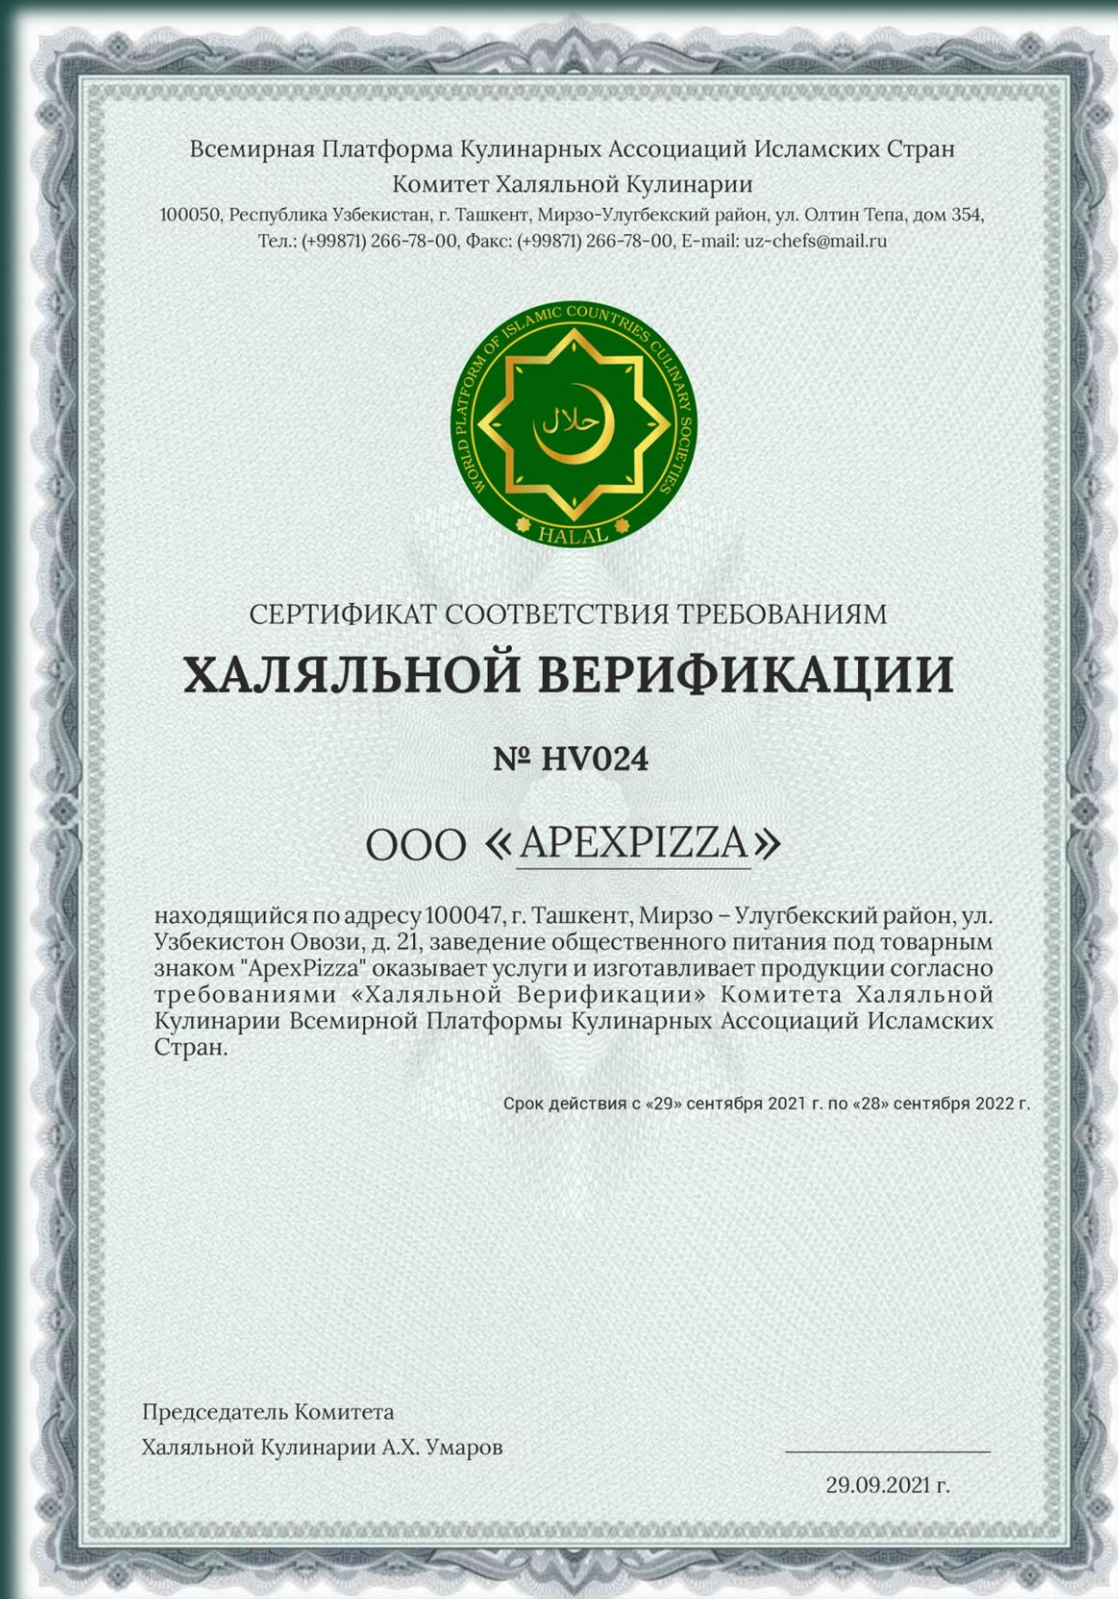 Всемирная Платформа Кулинарных Ассоциаций Исламских Стран
Комитет Халяльной Кулинарии
100050, Республика Узбекистан, г. Ташкент, Мирзо-Улугбекский район, ул. Олтин Тепа, дом 354,
Тел.: (+99871) 266-78-00, Факс: (+99871) 266-78-00, E-mail: uz-chefs@mail.ru
WORLD PLATFORM OF ISLAMIC COUNTRIES CULINARY SOCIETIES
حلال
HALAL
СЕРТИФИКАТ СООТВЕТСТВИЯ ТРЕБОВАНИЯМ
ХАЛЯЛЬНОЙ ВЕРИФИКАЦИИ
№ HV024
ООО «APEXPIZZA»
находящийся по адресу 100047, г. Ташкент, Мирзо – Улугбекский район, ул.
Узбекистон Овози, д. 21, заведение общественного питания под товарным
знаком "ApexPizza" оказывает услуги и изготавливает продукции согласно
требованиями «Халяльной Верификации» Комитета Халяльной
Кулинарии Всемирной Платформы Кулинарных Ассоциаций Исламских
Стран.
Срок действия с «29» сентября 2021 г. по «28» сентября 2022 г.
Председатель Комитета
Халяльной Кулинарии А.Х. Умаров
29.09.2021 г.